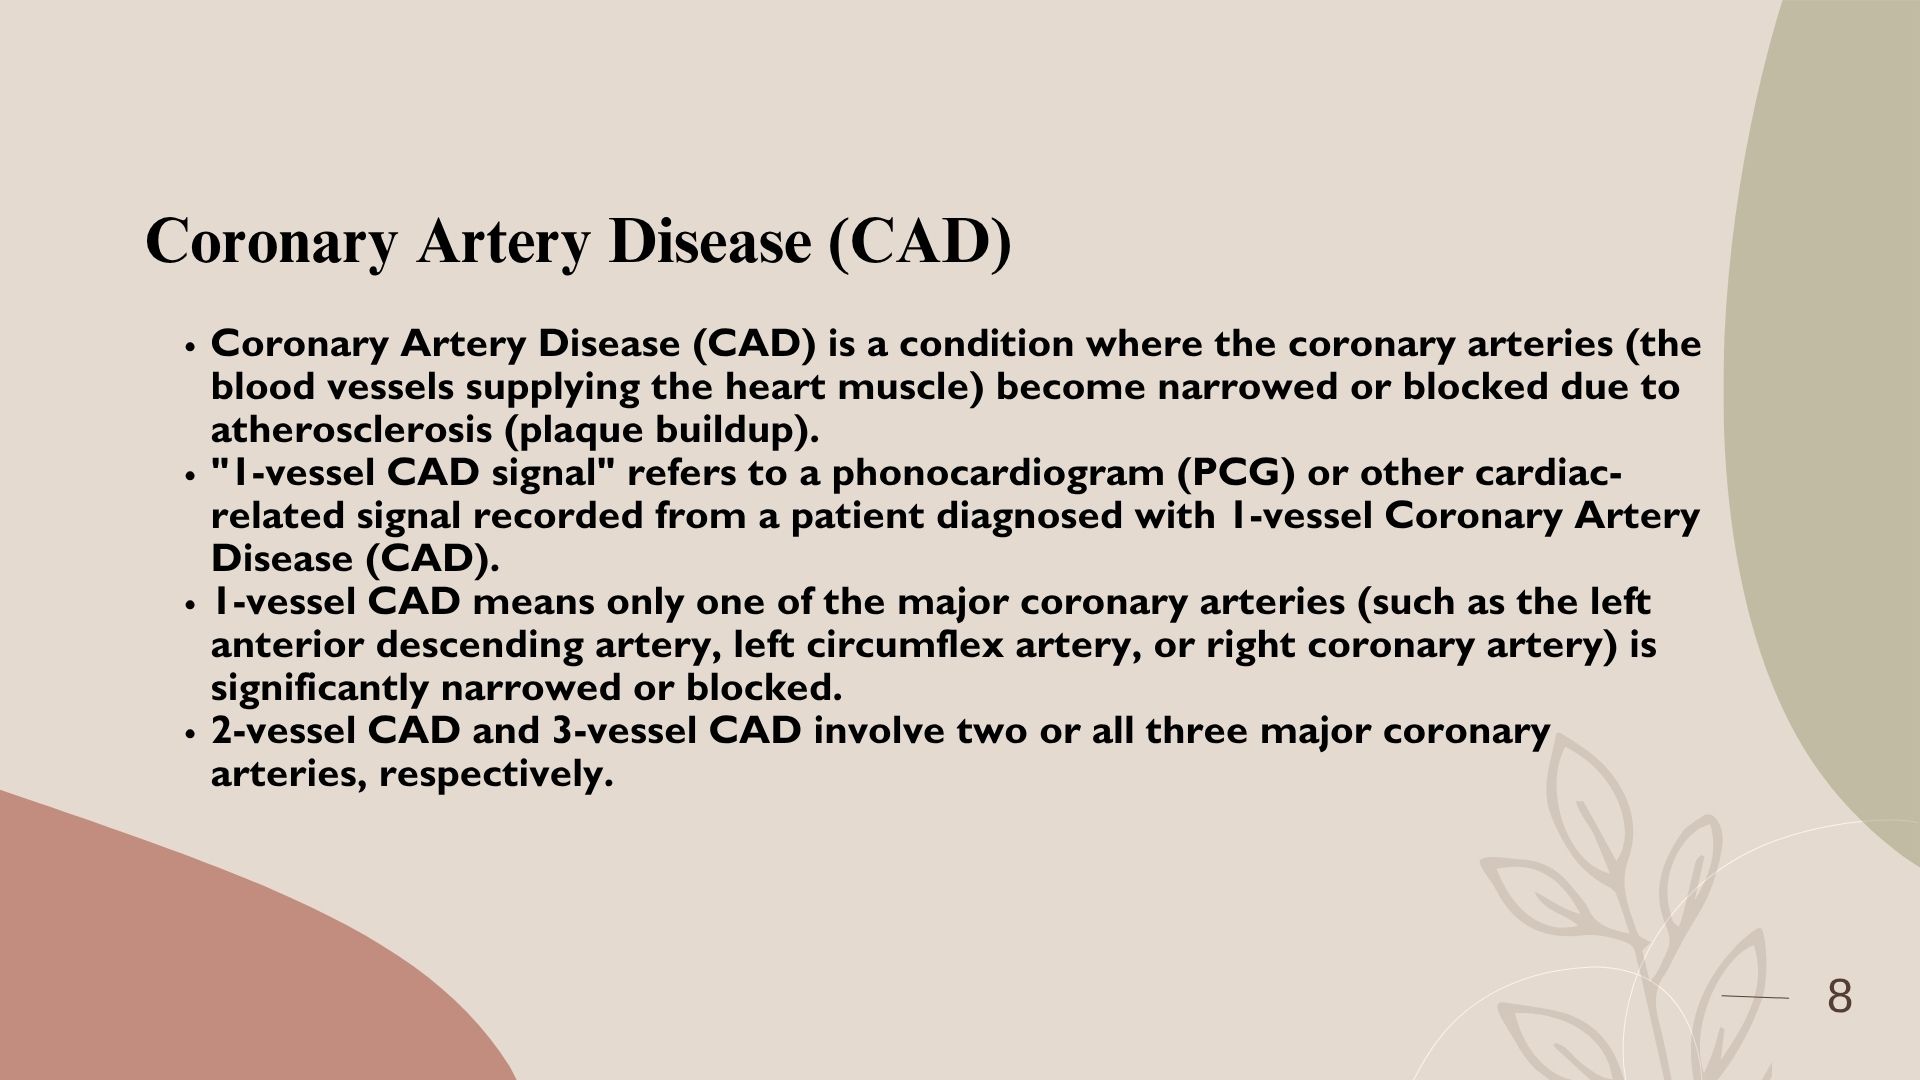 Coronary Artery Disease (CAD)
• Coronary Artery Disease (CAD) is a condition where the coronary arteries (the
blood vessels supplying the heart muscle) become narrowed or blocked due to
atherosclerosis (plaque buildup).
• "1-vessel CAD signal" refers to a phonocardiogram (PCG) or other cardiac-
related signal recorded from a patient diagnosed with 1-vessel Coronary Artery
Disease (CAD).
• 1-vessel CAD means only one of the major coronary arteries (such as the left
anterior descending artery, left circumflex artery, or right coronary artery) is
significantly narrowed or blocked.
• 2-vessel CAD and 3-vessel CAD involve two or all three major coronary
arteries, respectively.
8